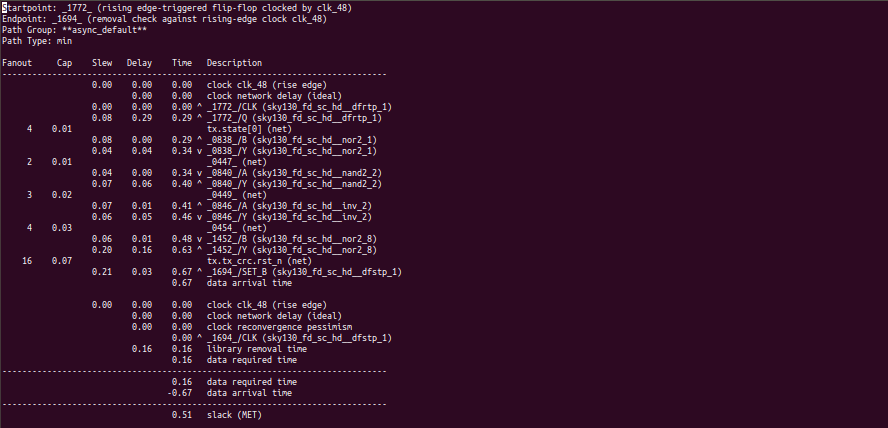 Startpoint: _1772_ (rising edge-triggered flip-flop clocked by clk_48)
Endpoint: _1694_ (removal check against rising-edge clock clk_48)
Path Group: **async_default**
Path Type: min

Fanout     Cap    Slew   Delay    Time   Description
-----------------------------------------------------------------------------
                  0.00    0.00    0.00   clock clk_48 (rise edge)
                          0.00    0.00   clock network delay (ideal)
                  0.00    0.00    0.00 ^ _1772_/CLK (sky130_fd_sc_hd__dfrtp_1)
                  0.08    0.29    0.29 ^ _1772_/Q (sky130_fd_sc_hd__dfrtp_1)
     4    0.01                           tx.state[0] (net)
                  0.08    0.00    0.29 ^ _0838_/B (sky130_fd_sc_hd__nor2_1)
                  0.04    0.04    0.34 v _0838_/Y (sky130_fd_sc_hd__nor2_1)
     2    0.01                           _0447_ (net)
                  0.04    0.00    0.34 v _0840_/A (sky130_fd_sc_hd__nand2_2)
                  0.07    0.06    0.40 ^ _0840_/Y (sky130_fd_sc_hd__nand2_2)
     3    0.02                           _0449_ (net)
                  0.07    0.01    0.41 ^ _0846_/A (sky130_fd_sc_hd__inv_2)
                  0.06    0.05    0.46 v _0846_/Y (sky130_fd_sc_hd__inv_2)
     4    0.03                           _0454_ (net)
                  0.06    0.01    0.48 v _1452_/B (sky130_fd_sc_hd__nor2_8)
                  0.20    0.16    0.63 ^ _1452_/Y (sky130_fd_sc_hd__nor2_8)
    16    0.07                           tx.tx_crc.rst_n (net)
                  0.21    0.03    0.67 ^ _1694_/SET_B (sky130_fd_sc_hd__dfstp_1)
                                  0.67   data arrival time

                  0.00    0.00    0.00   clock clk_48 (rise edge)
                          0.00    0.00   clock network delay (ideal)
                          0.00    0.00   clock reconvergence pessimism
                                  0.00 ^ _1694_/CLK (sky130_fd_sc_hd__dfstp_1)
                          0.16    0.16   library removal time
                                  0.16   data required time
-----------------------------------------------------------------------------
                                  0.16   data required time
                                 -0.67   data arrival time
-----------------------------------------------------------------------------
                                  0.51   slack (MET)